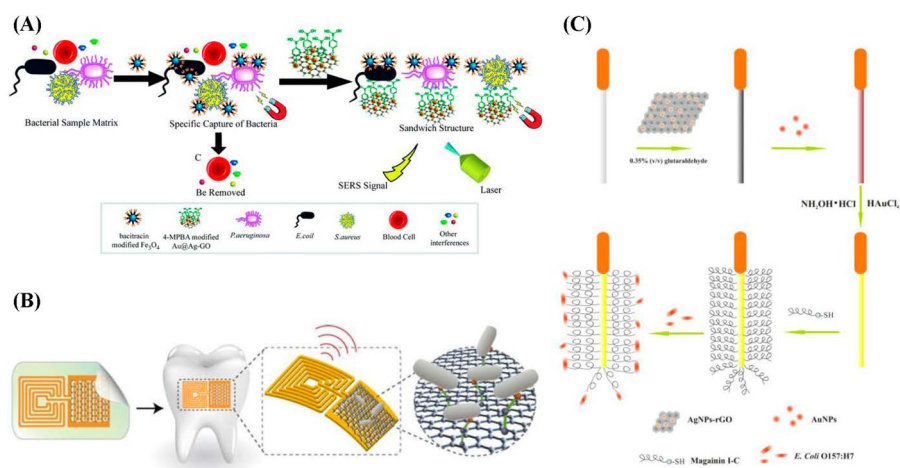 (A)
Bacterial Sample Matrix
Specific Capture of Bacteria
Sandwich Structure
C
Be Removed
SERS Signal
Laser
bacitracin
modified Fe₃O₄
4-MPBA modified
Au@Ag-GO
P.aeruginosa
E.coil
S.aureus
Blood Cell
Other
interferences
(B)
(C)
0.35% (v/v) glutaraldehyde
NH₂OH•HCl
HAuCl₄
-SH
AgNPs-rGO
AuNPs
Magainin I-C
E. Coli O157:H7